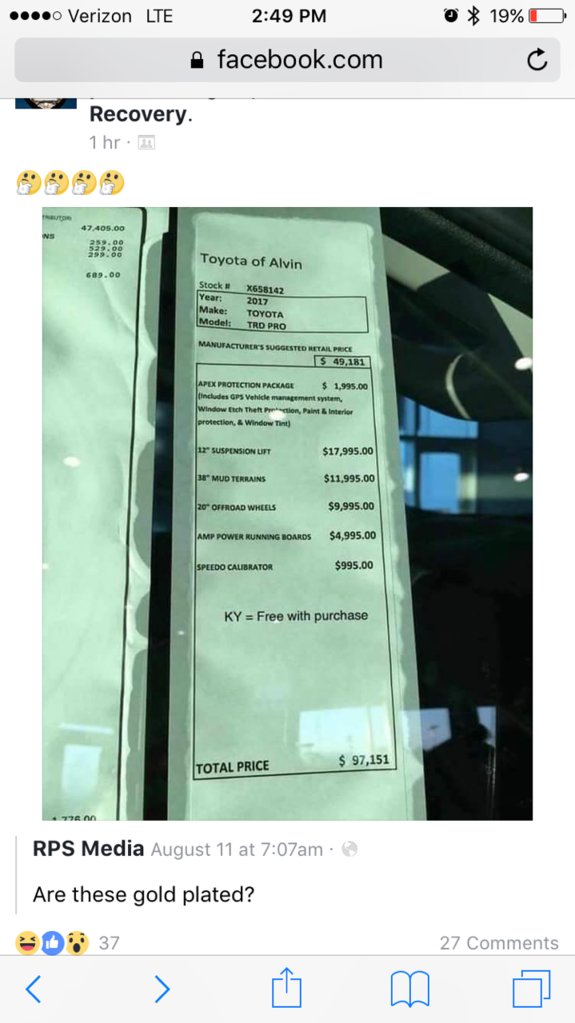 Verizon LTE 2:49 PM 19%
facebook.com
Recovery.
1 hr ·
🤔🤔🤔🤔
47,405.00
NS
259.00
529.00
299.00
689.00
Toyota of Alvin
Stock # X658142
Year: 2017
Make: TOYOTA
Model: TRD PRO
MANUFACTURER'S SUGGESTED RETAIL PRICE
$ 49,181
APEX PROTECTION PACKAGE $ 1,995.00
(Includes GPS Vehicle management system,
Window Etch Theft Protection, Paint & Interior
protection, & Window Tint)
12" SUSPENSION LIFT $17,995.00
38" MUD TERRAINS $11,995.00
20" OFFROAD WHEELS $9,995.00
AMP POWER RUNNING BOARDS $4,995.00
SPEEDO CALIBRATOR $995.00
KY = Free with purchase
TOTAL PRICE $ 97,151
RPS Media August 11 at 7:07am ·
Are these gold plated?
😆👍😮 37 27 Comments